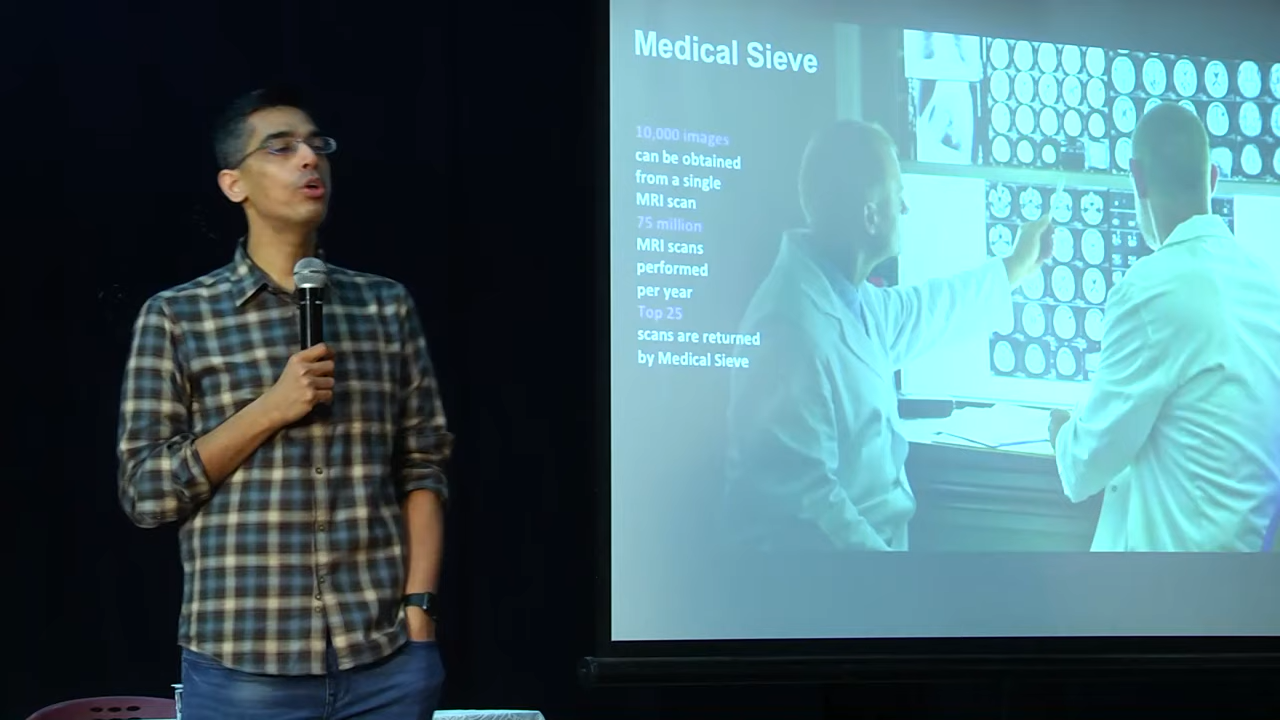 Medical Sieve
10,000 images
can be obtained
from a single
MRI scan
75 million
MRI scans
performed
per year
Top 25
scans are returned
by Medical Sieve